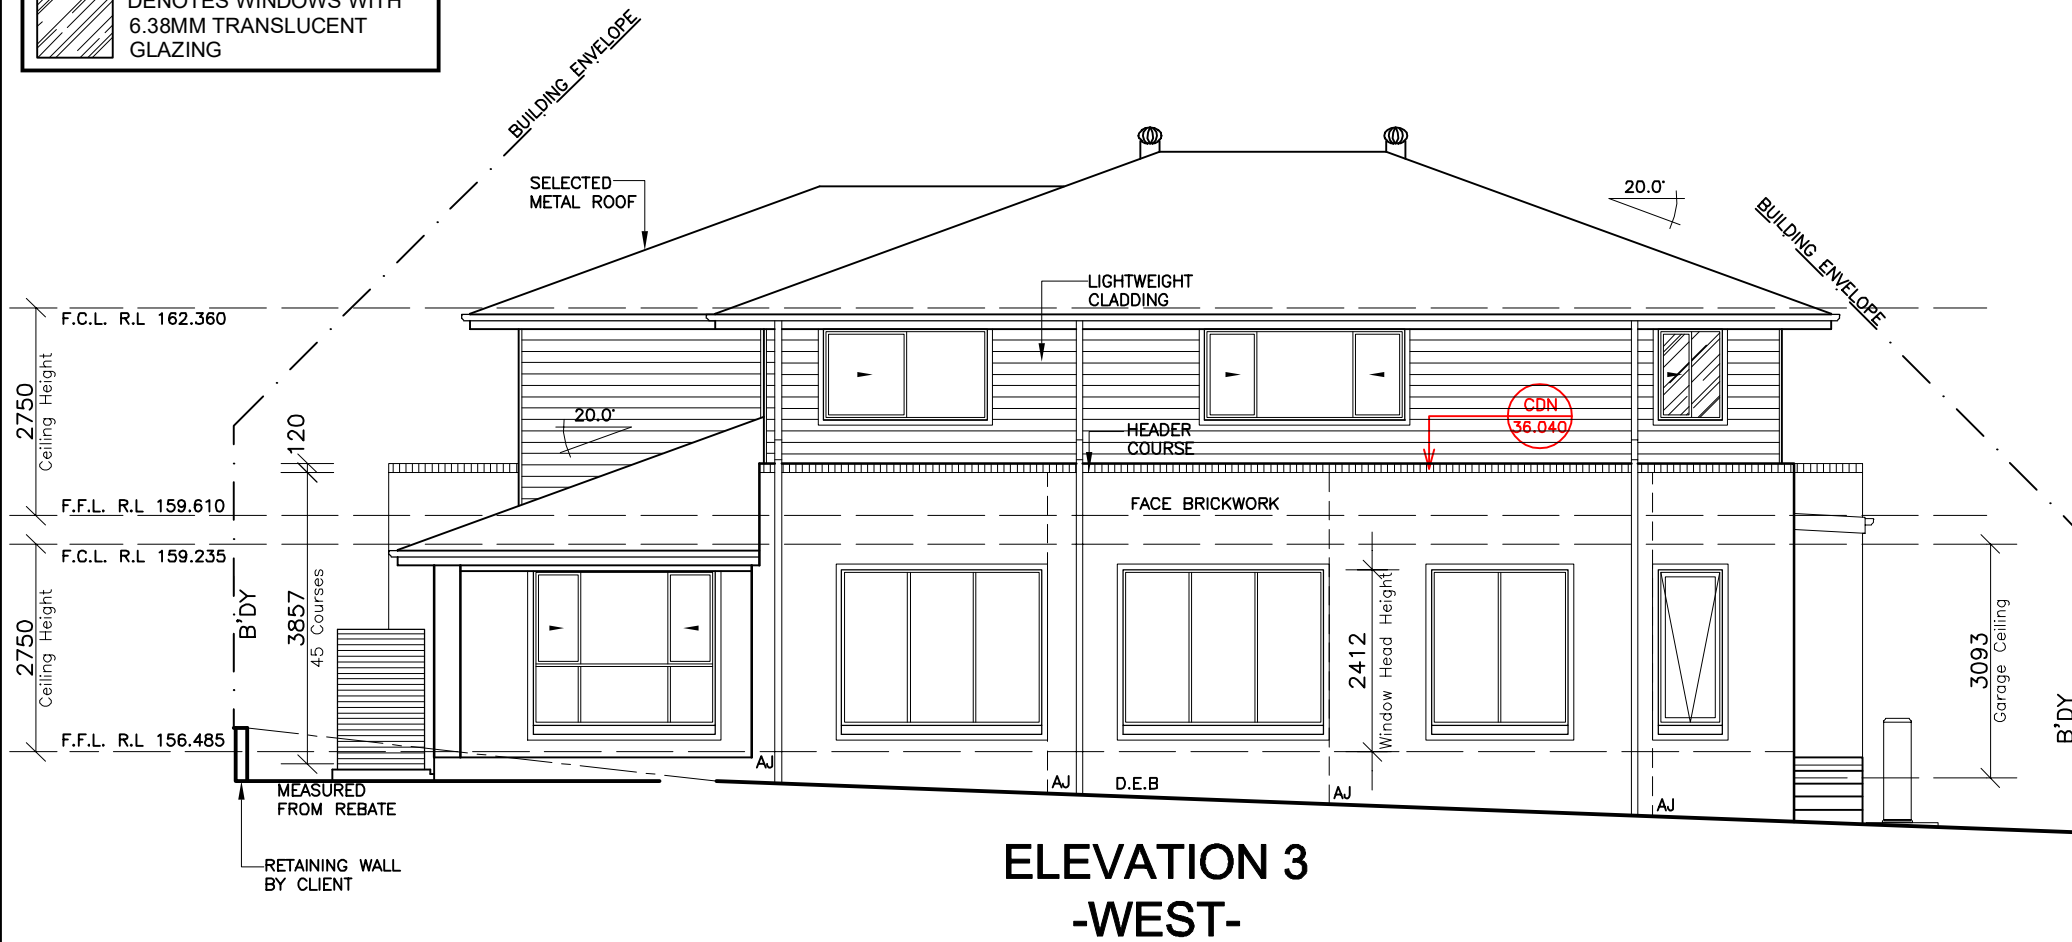 DENOTES WINDOWS WITH
6.38MM TRANSLUCENT
GLAZING
BUILDING ENVELOPE
SELECTED
METAL ROOF
20.0°
BUILDING ENVELOPE
LIGHTWEIGHT
CLADDING
F.C.L. R.L 162.360
2750
Ceiling Height
120
20.0°
HEADER
COURSE
CDN
36.040
F.F.L. R.L 159.610
FACE BRICKWORK
F.C.L. R.L 159.235
2750
Ceiling Height
B'DY
3857
45 Courses
2412
Window Head Height
3093
Garage Ceiling
B'DY
F.F.L. R.L 156.485
AJ
AJ
D.E.B
AJ
AJ
MEASURED
FROM REBATE
RETAINING WALL
BY CLIENT
ELEVATION 3
-WEST-